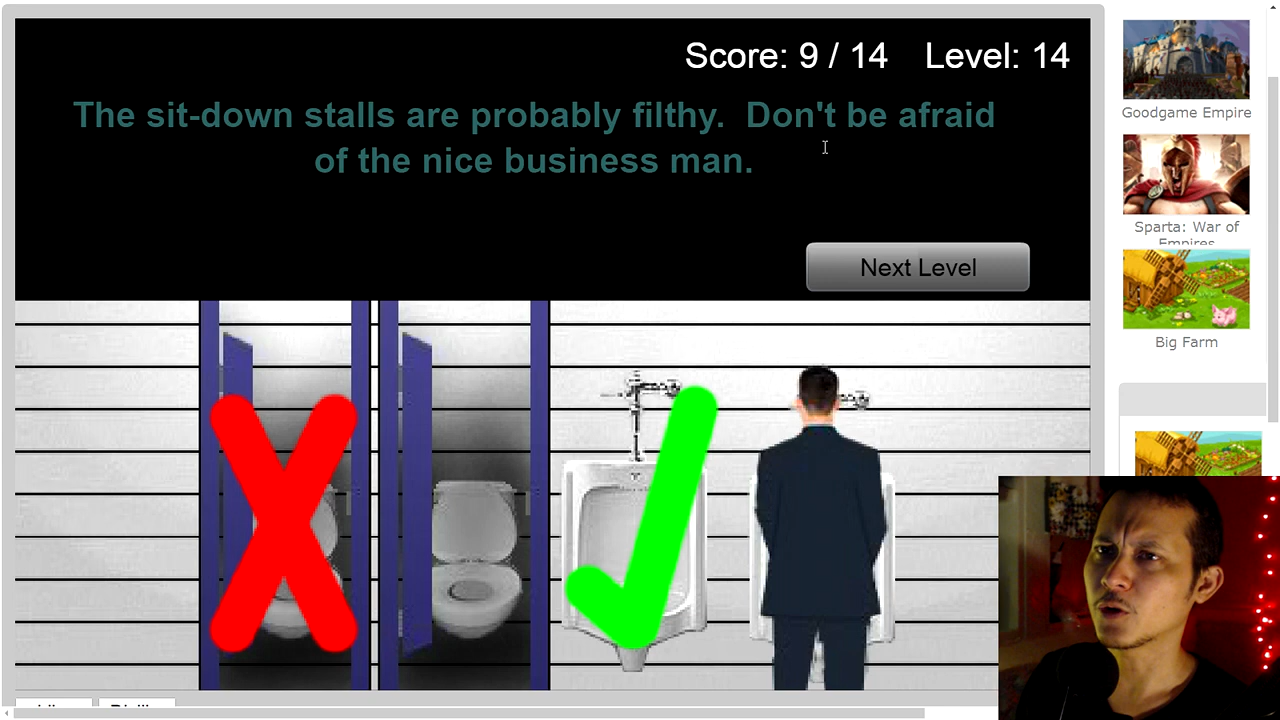 Score: 9 / 14 Level: 14
The sit-down stalls are probably filthy. Don't be afraid
of the nice business man.
Next Level
Goodgame Empire
Sparta: War of
Empires
Big Farm